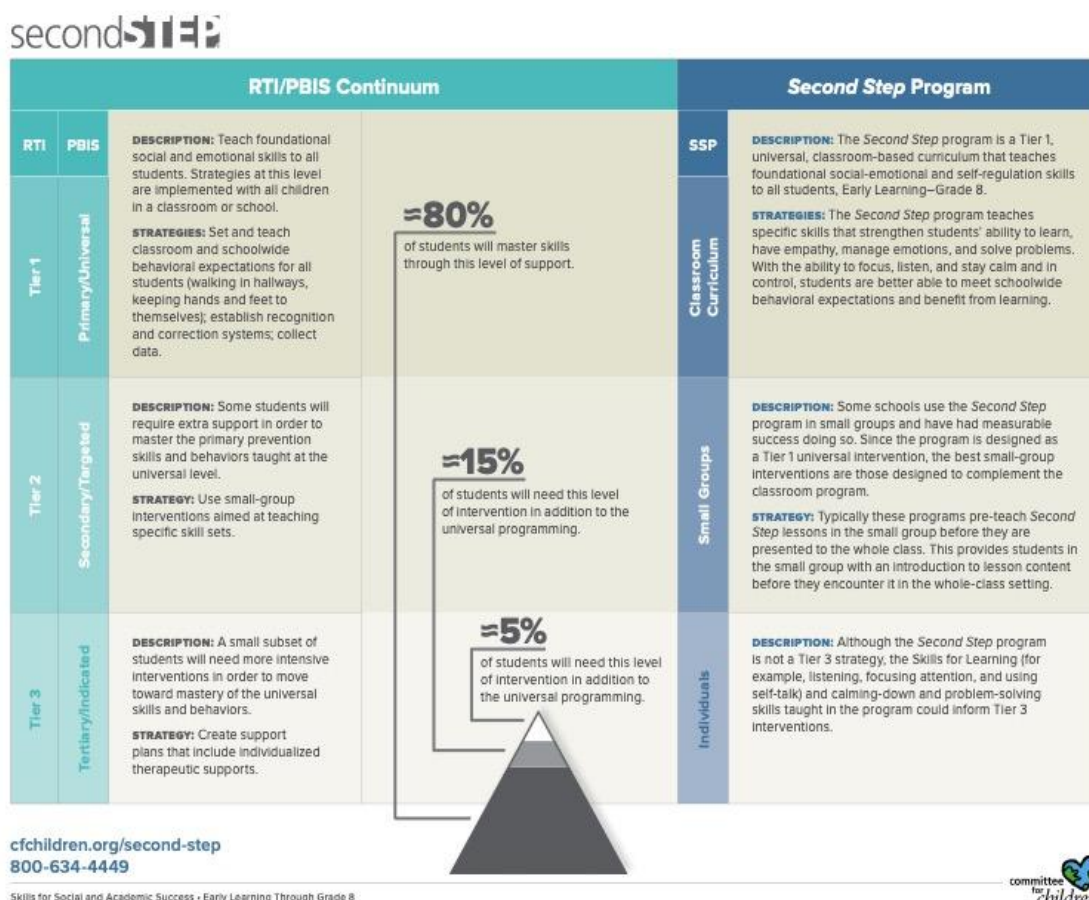 secondSTEP
RTI/PBIS Continuum
Second Step Program
RTI
PBIS
SSP
Tier 1
Primary/Universal
DESCRIPTION: Teach foundational
social and emotional skills to all
students. Strategies at this level
are implemented with all children
in a classroom or school.
STRATEGIES: Set and teach
classroom and schoolwide
behavioral expectations for all
students (walking in hallways,
keeping hands and feet to
themselves); establish recognition
and correction systems; collect
data.
≈80%
of students will master skills
through this level of support.
Classroom
Curriculum
DESCRIPTION: The Second Step program is a Tier 1,
universal, classroom-based curriculum that teaches
foundational social-emotional and self-regulation skills
to all students, Early Learning–Grade 8.
STRATEGIES: The Second Step program teaches
specific skills that strengthen students' ability to learn,
have empathy, manage emotions, and solve problems.
With the ability to focus, listen, and stay calm and in
control, students are better able to meet schoolwide
behavioral expectations and benefit from learning.
Tier 2
Secondary/Targeted
DESCRIPTION: Some students will
require extra support in order to
master the primary prevention
skills and behaviors taught at the
universal level.
STRATEGY: Use small-group
interventions aimed at teaching
specific skill sets.
≈15%
of students will need this level
of intervention in addition to the
universal programming.
Small Groups
DESCRIPTION: Some schools use the Second Step
program in small groups and have had measurable
success doing so. Since the program is designed as
a Tier 1 universal intervention, the best small-group
interventions are those designed to complement the
classroom program.
STRATEGY: Typically these programs pre-teach Second
Step lessons in the small group before they are
presented to the whole class. This provides students in
the small group with an introduction to lesson content
before they encounter it in the whole-class setting.
Tier 3
Tertiary/Indicated
DESCRIPTION: A small subset of
students will need more intensive
interventions in order to move
toward mastery of the universal
skills and behaviors.
STRATEGY: Create support
plans that include individualized
therapeutic supports.
≈5%
of students will need this level
of intervention in addition to
the universal programming.
Individuals
DESCRIPTION: Although the Second Step program
is not a Tier 3 strategy, the Skills for Learning (for
example, listening, focusing attention, and using
self-talk) and calming-down and problem-solving
skills taught in the program could inform Tier 3
interventions.
cfchildren.org/second-step
800-634-4449
Skills for Social and Academic Success • Early Learning Through Grade 8
committee
for
children